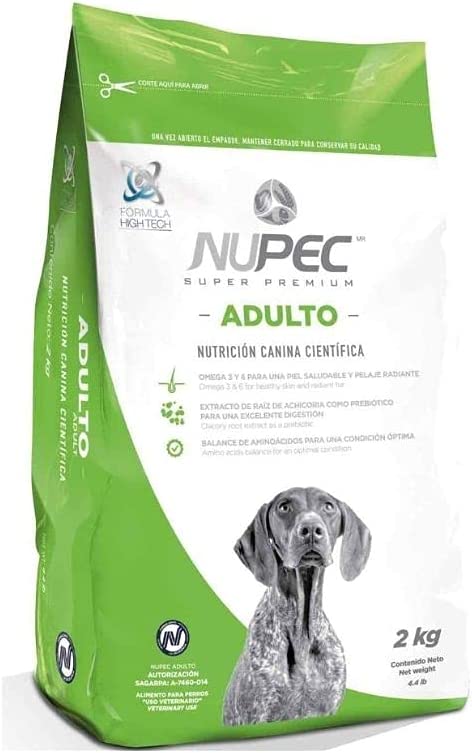 CORTE AQUÍ PARA ABRIR
UNA VEZ ABIERTO EL EMPAQUE, MANTENER CERRADO PARA CONSERVAR SU CALIDAD
FÓRMULA
HIGH TECH
NUPEC MR
SUPER PREMIUM
- ADULTO -
NUTRICIÓN CANINA CIENTÍFICA
OMEGA 3 Y 6 PARA UNA PIEL SALUDABLE Y PELAJE RADIANTE
Omega 3 & 6 for healthy skin and radiant fur
EXTRACTO DE RAÍZ DE ACHICORIA COMO PREBIÓTICO
PARA UNA EXCELENTE DIGESTIÓN
Chicory root extract as a prebiotic
BALANCE DE AMINOÁCIDOS PARA UNA CONDICIÓN ÓPTIMA
Amino acids balance for an optimal condition
2 kg
Contenido Neto
Net weight
4.4 lb
Contenido Neto: 2 kg
NUTRICIÓN CANINA CIENTÍFICA
ADULTO
ADULT
NUPEC ADULTO
AUTORIZACIÓN
SAGARPA: A-7460-014
ALIMENTO PARA PERROS
"USO VETERINARIO"
VETERINARY USE